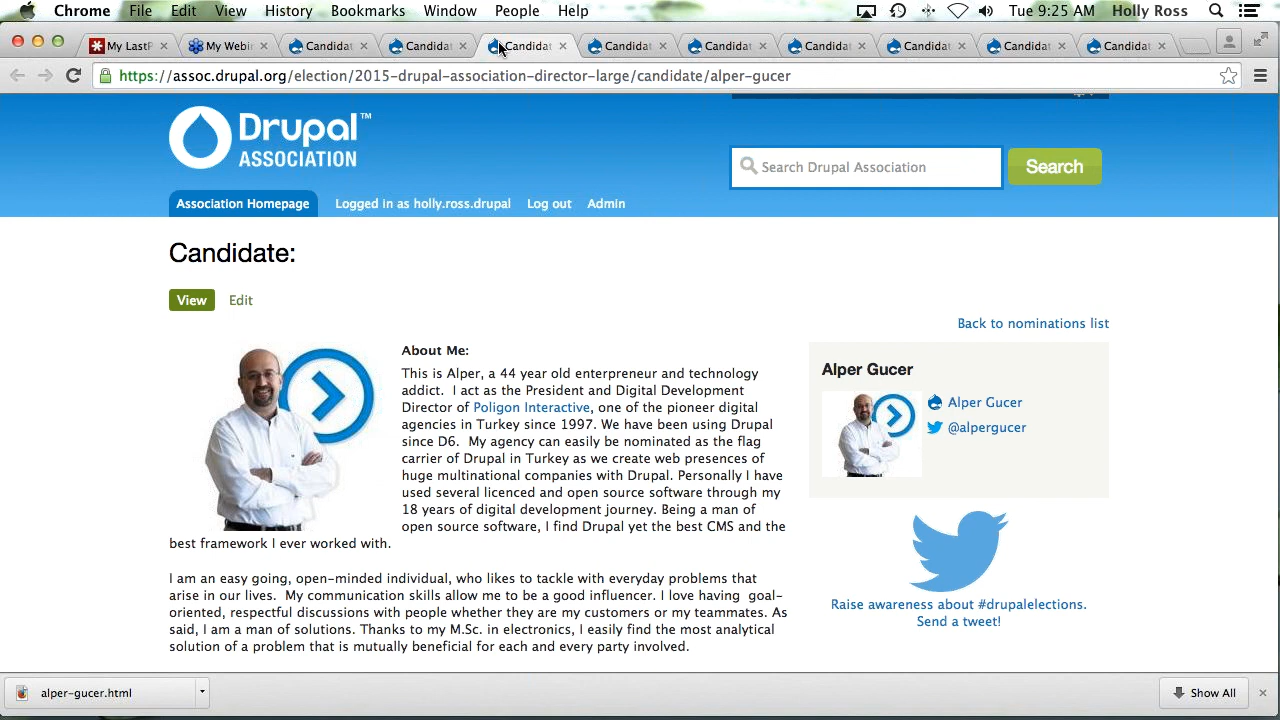 Chrome File Edit View History Bookmarks Window People Help Tue 9:25 AM Holly Ross
My LastP My Webin Candidat Candidat Candidat Candidat Candidat Candidat Candidat Candidat Candidat
https://assoc.drupal.org/election/2015-drupal-association-director-large/candidate/alper-gucer
Drupal™
ASSOCIATION
Search Drupal Association Search
Association Homepage Logged in as holly.ross.drupal Log out Admin
Candidate:
View Edit
Back to nominations list
About Me:
This is Alper, a 44 year old enterpreneur and technology
addict. I act as the President and Digital Development
Director of Poligon Interactive, one of the pioneer digital
agencies in Turkey since 1997. We have been using Drupal
since D6. My agency can easily be nominated as the flag
carrier of Drupal in Turkey as we create web presences of
huge multinational companies with Drupal. Personally I have
used several licenced and open source software through my
18 years of digital development journey. Being a man of
open source software, I find Drupal yet the best CMS and the
best framework I ever worked with.
I am an easy going, open-minded individual, who likes to tackle with everyday problems that
arise in our lives. My communication skills allow me to be a good influencer. I love having goal-
oriented, respectful discussions with people whether they are my customers or my teammates. As
said, I am a man of solutions. Thanks to my M.Sc. in electronics, I easily find the most analytical
solution of a problem that is mutually beneficial for each and every party involved.
Alper Gucer
Alper Gucer
@alpergucer
Raise awareness about #drupalelections.
Send a tweet!
alper-gucer.html Show All